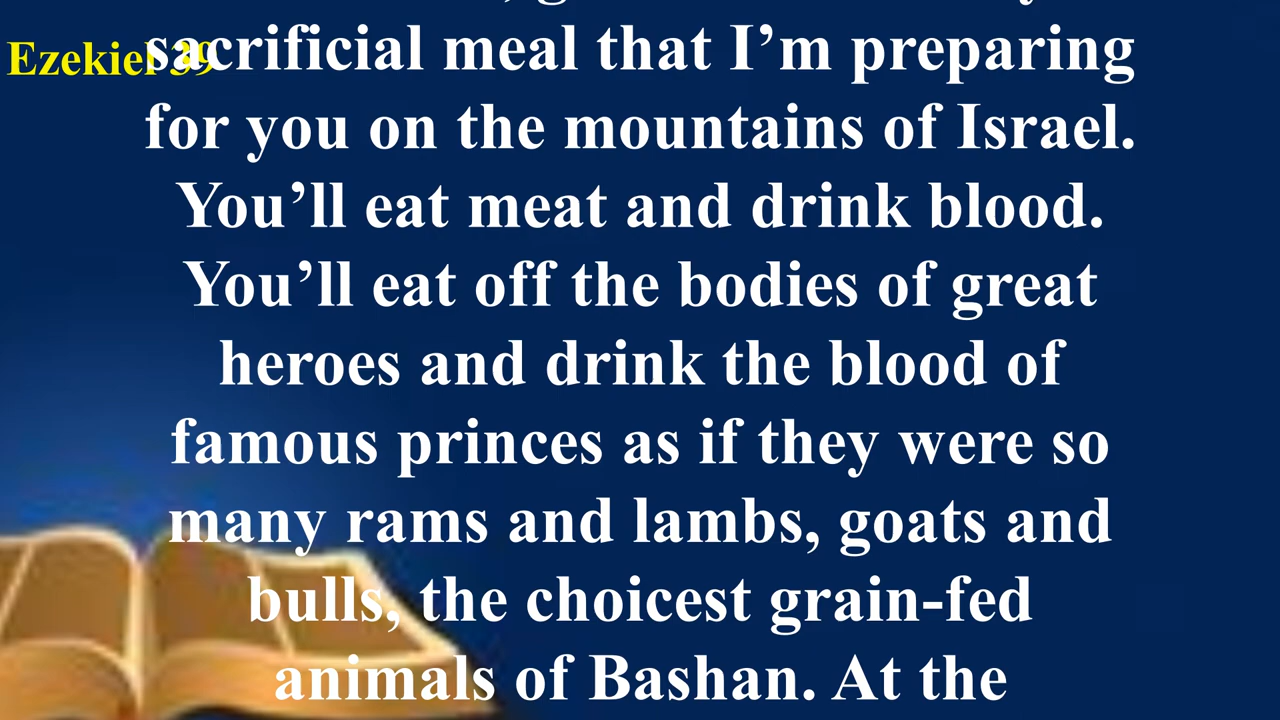 Ezekiel 39
sacrificial meal that I’m preparing
for you on the mountains of Israel.
You’ll eat meat and drink blood.
You’ll eat off the bodies of great
heroes and drink the blood of
famous princes as if they were so
many rams and lambs, goats and
bulls, the choicest grain-fed
animals of Bashan. At the